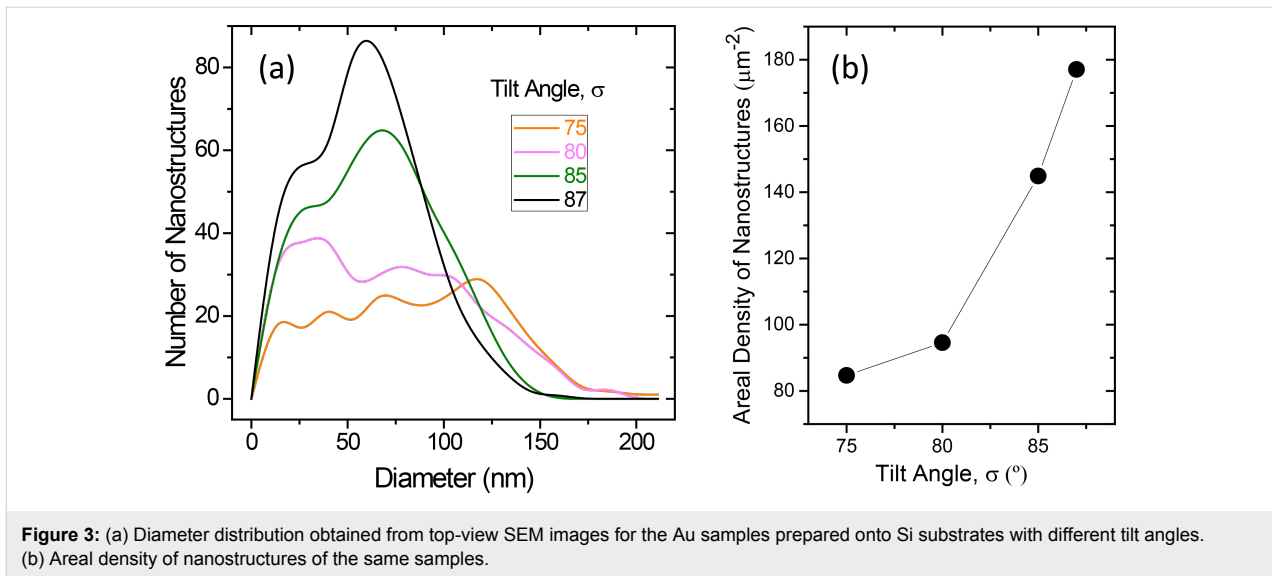 (a)
Number of Nanostructures
80
60
40
20
0
0
50
100
150
200
Diameter (nm)
Tilt Angle, σ
75
80
85
87
(b)
Areal Density of Nanostructures (μm⁻²)
180
160
140
120
100
80
75
80
85
Tilt Angle, σ (º)
Figure 3: (a) Diameter distribution obtained from top-view SEM images for the Au samples prepared onto Si substrates with different tilt angles.
(b) Areal density of nanostructures of the same samples.